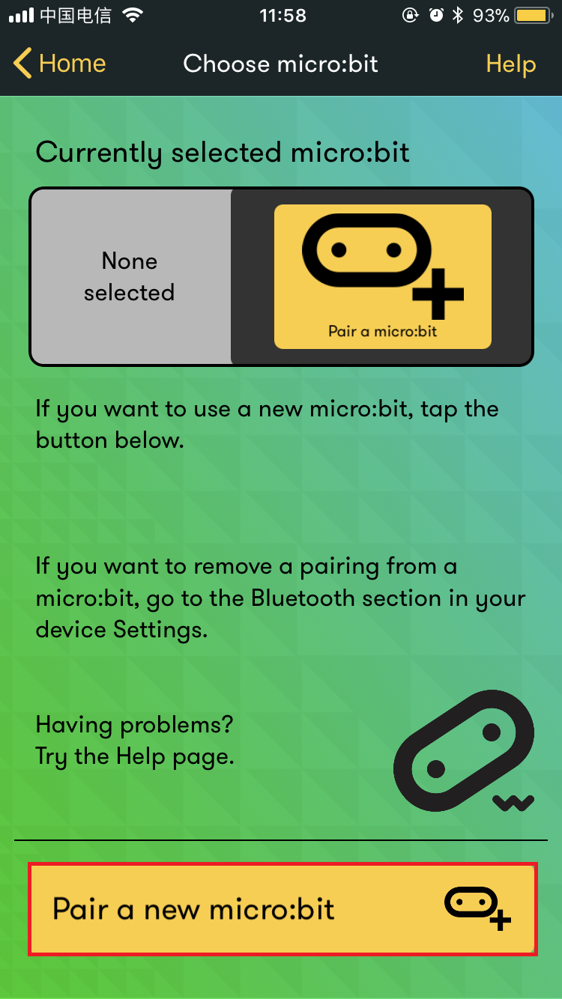 中国电信 11:58 93%
Home Choose micro:bit Help
Currently selected micro:bit
None
selected
Pair a micro:bit
If you want to use a new micro:bit, tap the
button below.
If you want to remove a pairing from a
micro:bit, go to the Bluetooth section in your
device Settings.
Having problems?
Try the Help page.
Pair a new micro:bit